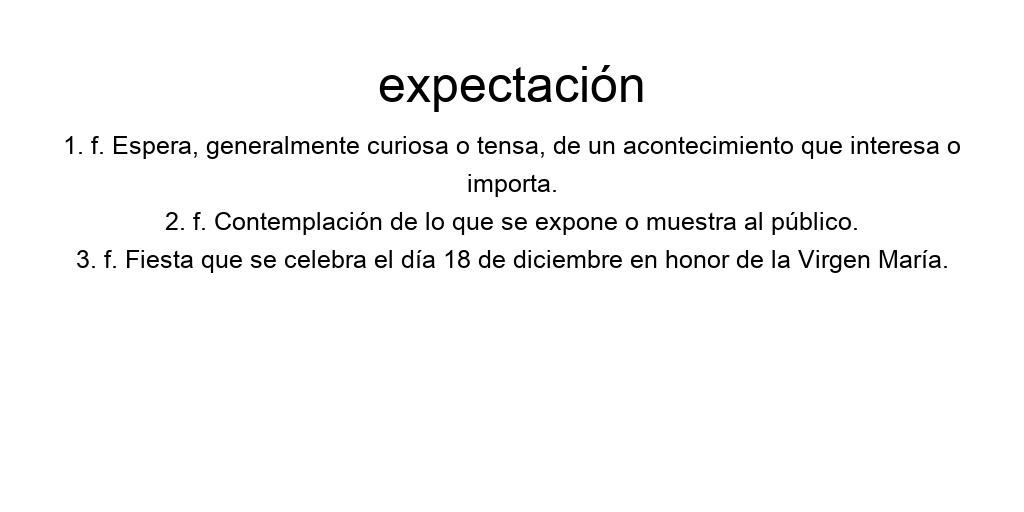 expectación
1. f. Espera, generalmente curiosa o tensa, de un acontecimiento que interesa o
importa.
2. f. Contemplación de lo que se expone o muestra al público.
3. f. Fiesta que se celebra el día 18 de diciembre en honor de la Virgen María.